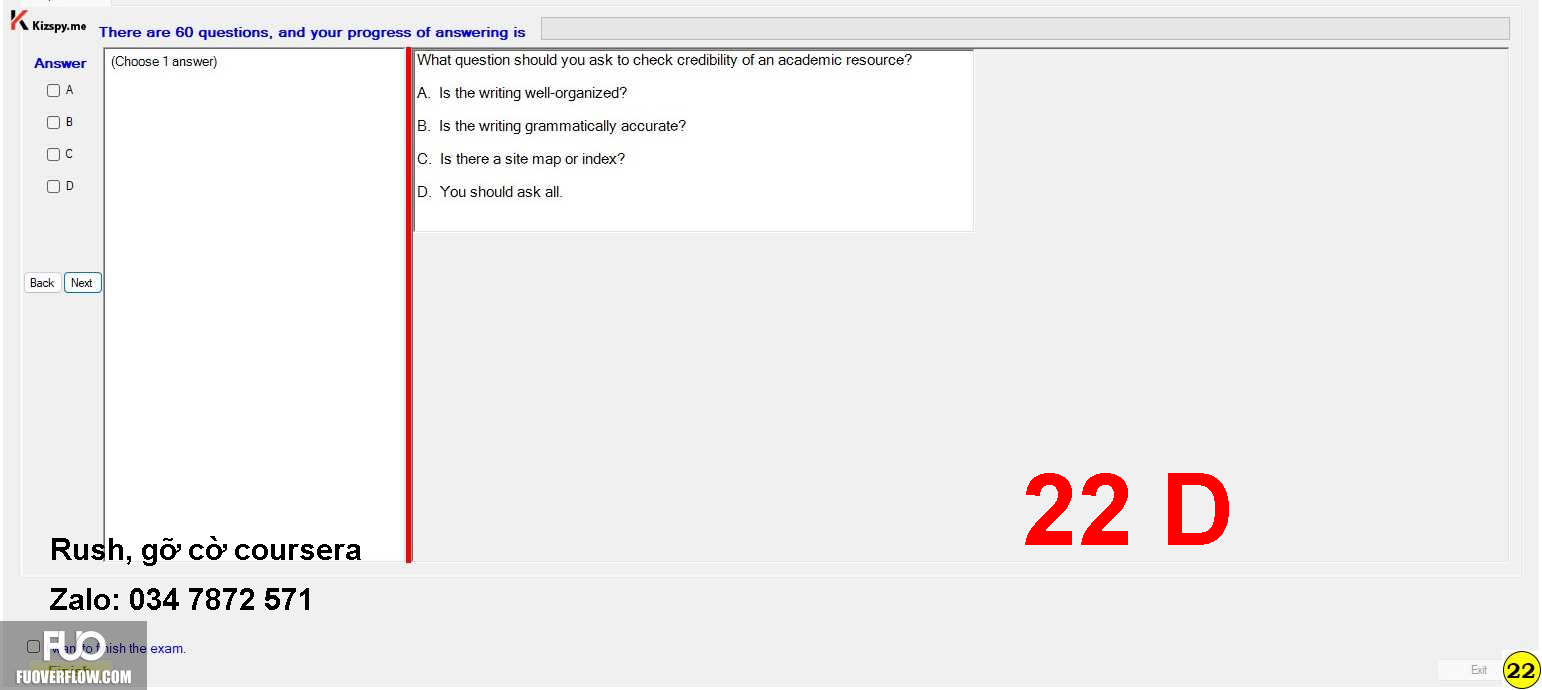 Kizspy.me
There are 60 questions, and your progress of answering is
Answer
(Choose 1 answer)
A
B
C
D
Back
Next
What question should you ask to check credibility of an academic resource?
A. Is the writing well-organized?
B. Is the writing grammatically accurate?
C. Is there a site map or index?
D. You should ask all.
22 D
Rush, gỡ cờ coursera
Zalo: 034 7872 571
want to finish the exam.
Finish
FUO
FUOVERFLOW.COM
Exit
22